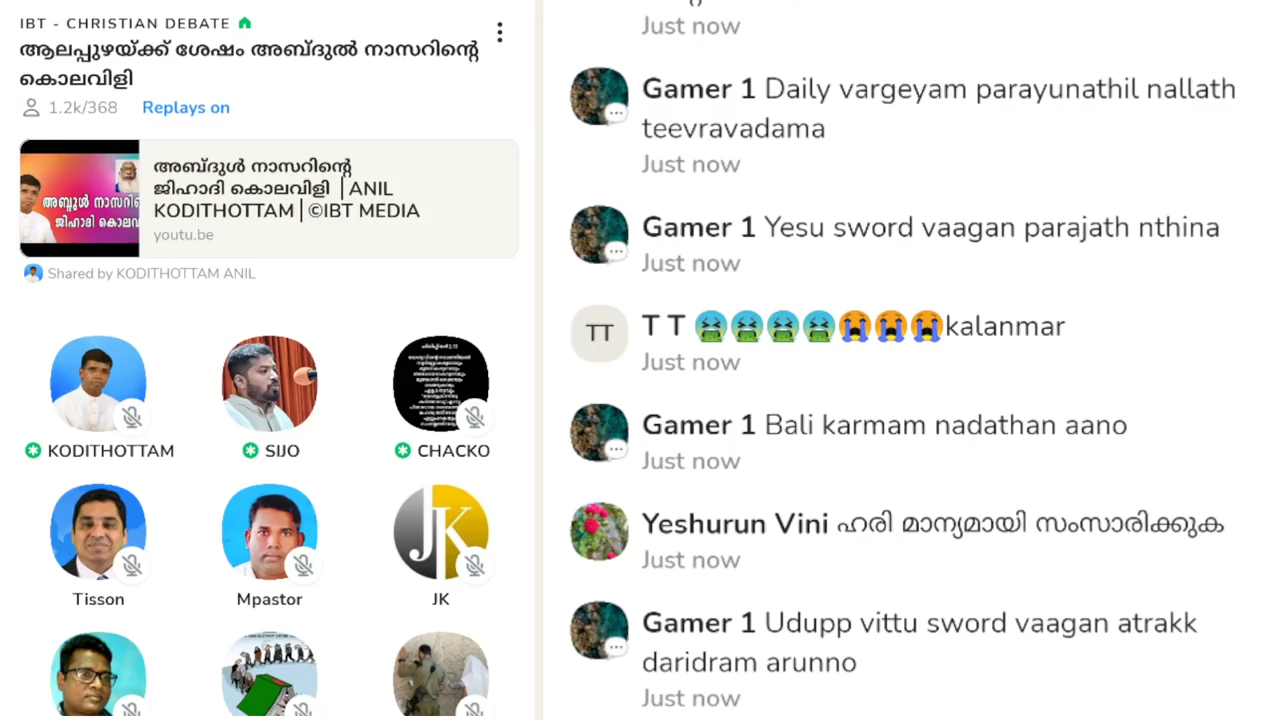 IBT - CHRISTIAN DEBATE
ആലപ്പുഴയ്ക്ക് ശേഷം അബ്ദുൽ നാസറിന്റെ
കൊലവിളി
1.2k/368 Replays on
അബ്ദുൾ നാസറിന്റെ
ജിഹാദി കൊലവിളി |ANIL
KODITHOTTAM|©IBT MEDIA
youtu.be
അബ്ദുൾ നാസറി
ജിഹാദി കൊല
Shared by KODITHOTTAM ANIL
KODITHOTTAM
SIJO
CHACKO
Tisson
Mpastor
JK
JK
Just now
Gamer 1 Daily vargeyam parayunathil nallath
teevravadama
Just now
Gamer 1 Yesu sword vaagan parajath nthina
Just now
TT
T T 🤮🤮🤮🤮😭😭😭kalanmar
Just now
Gamer 1 Bali karmam nadathan aano
Just now
Yeshurun Vini ഹരി മാന്യമായി സംസാരിക്കുക
Just now
Gamer 1 Udupp vittu sword vaagan atrakk
daridram arunno
Just now